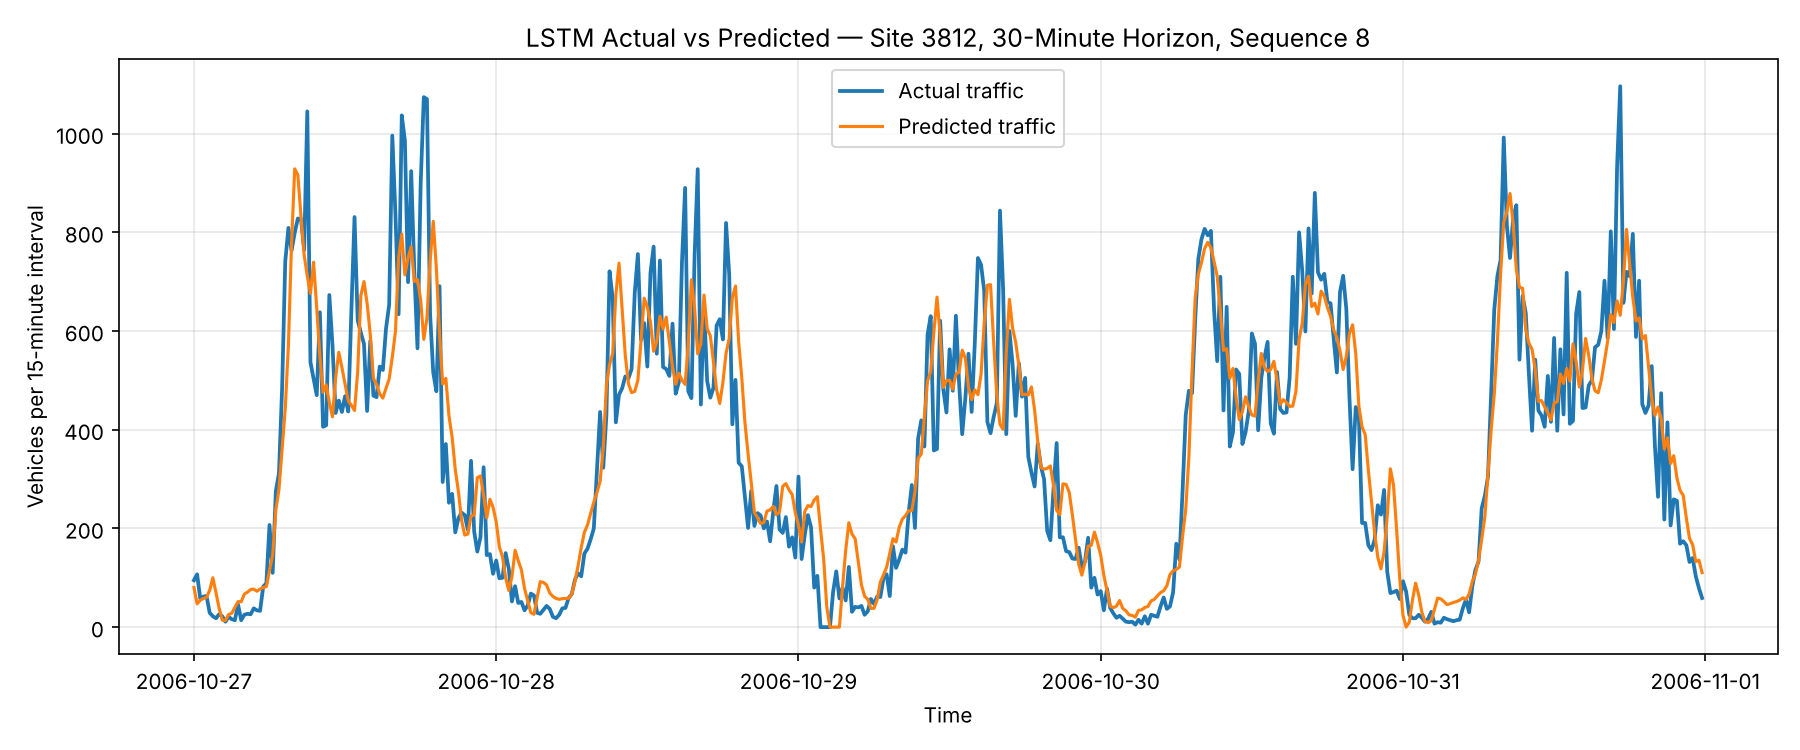 LSTM Actual vs Predicted — Site 3812, 30-Minute Horizon, Sequence 8
Actual traffic
Predicted traffic
Vehicles per 15-minute interval
1000
800
600
400
200
0
2006-10-27
2006-10-28
2006-10-29
2006-10-30
2006-10-31
2006-11-01
Time